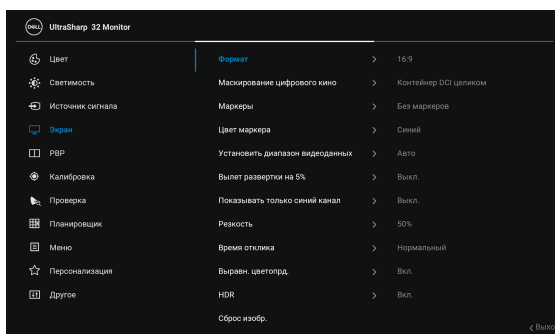 DELL UltraSharp 32 Monitor
Цвет Формат 16:9
Светимость Маскирование цифрового кино Контейнер DCI целиком
Источник сигнала Маркеры Без маркеров
Экран Цвет маркера Синий
PBP Установить диапазон видеоданных Авто
Калибровка Вылет развертки на 5% Выкл.
Проверка Показывать только синий канал Выкл.
Планировщик Резкость 50%
Меню Время отклика Нормальный
Персонализация Выравн. цветопрд. Вкл.
Другое HDR Вкл.
Сброс изобр.